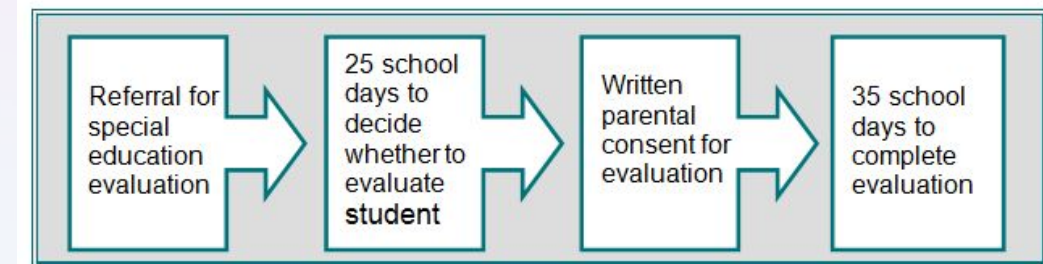 Referral for
special
education
evaluation
25 school
days to
decide
whether to
evaluate
student
Written
parental
consent for
evaluation
35 school
days to
complete
evaluation